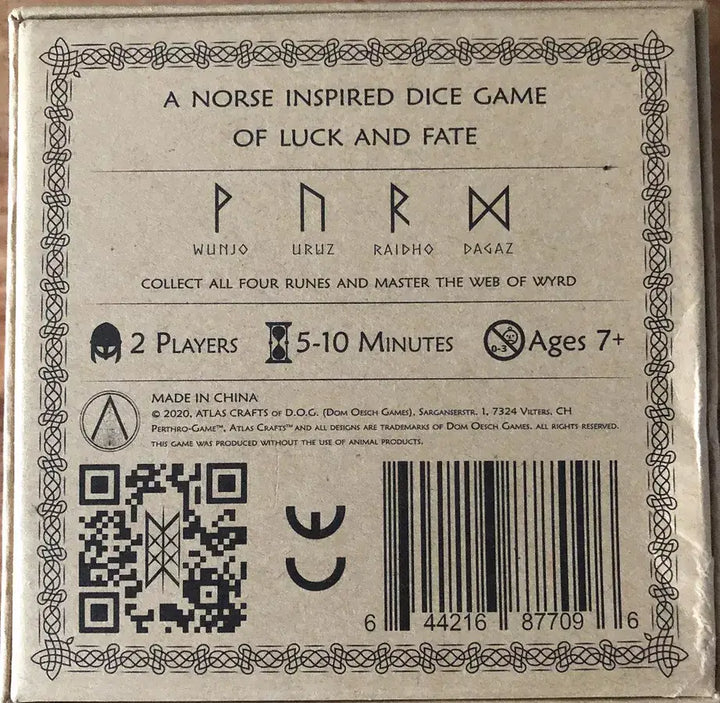 A NORSE INSPIRED DICE GAME
OF LUCK AND FATE
ᚹ ᚢ ᚱ ᛞ
WUNJO URUZ RAIDHO DAGAZ
COLLECT ALL FOUR RUNES AND MASTER THE WEB OF WYRD
2 PLAYERS 5-10 MINUTES 0-3 AGES 7+
MADE IN CHINA
© 2020, ATLAS CRAFTS OF D.O.G. (DOM OESCH GAMES), SARGANSERSTR. 1, 7324 VILTERS, CH
PERTHRO-GAME™, ATLAS CRAFTS™ AND ALL DESIGNS ARE TRADEMARKS OF DOM OESCH GAMES. ALL RIGHTS RESERVED.
THIS GAME WAS PRODUCED WITHOUT THE USE OF ANIMAL PRODUCTS.
CE
6 44216 87709 6